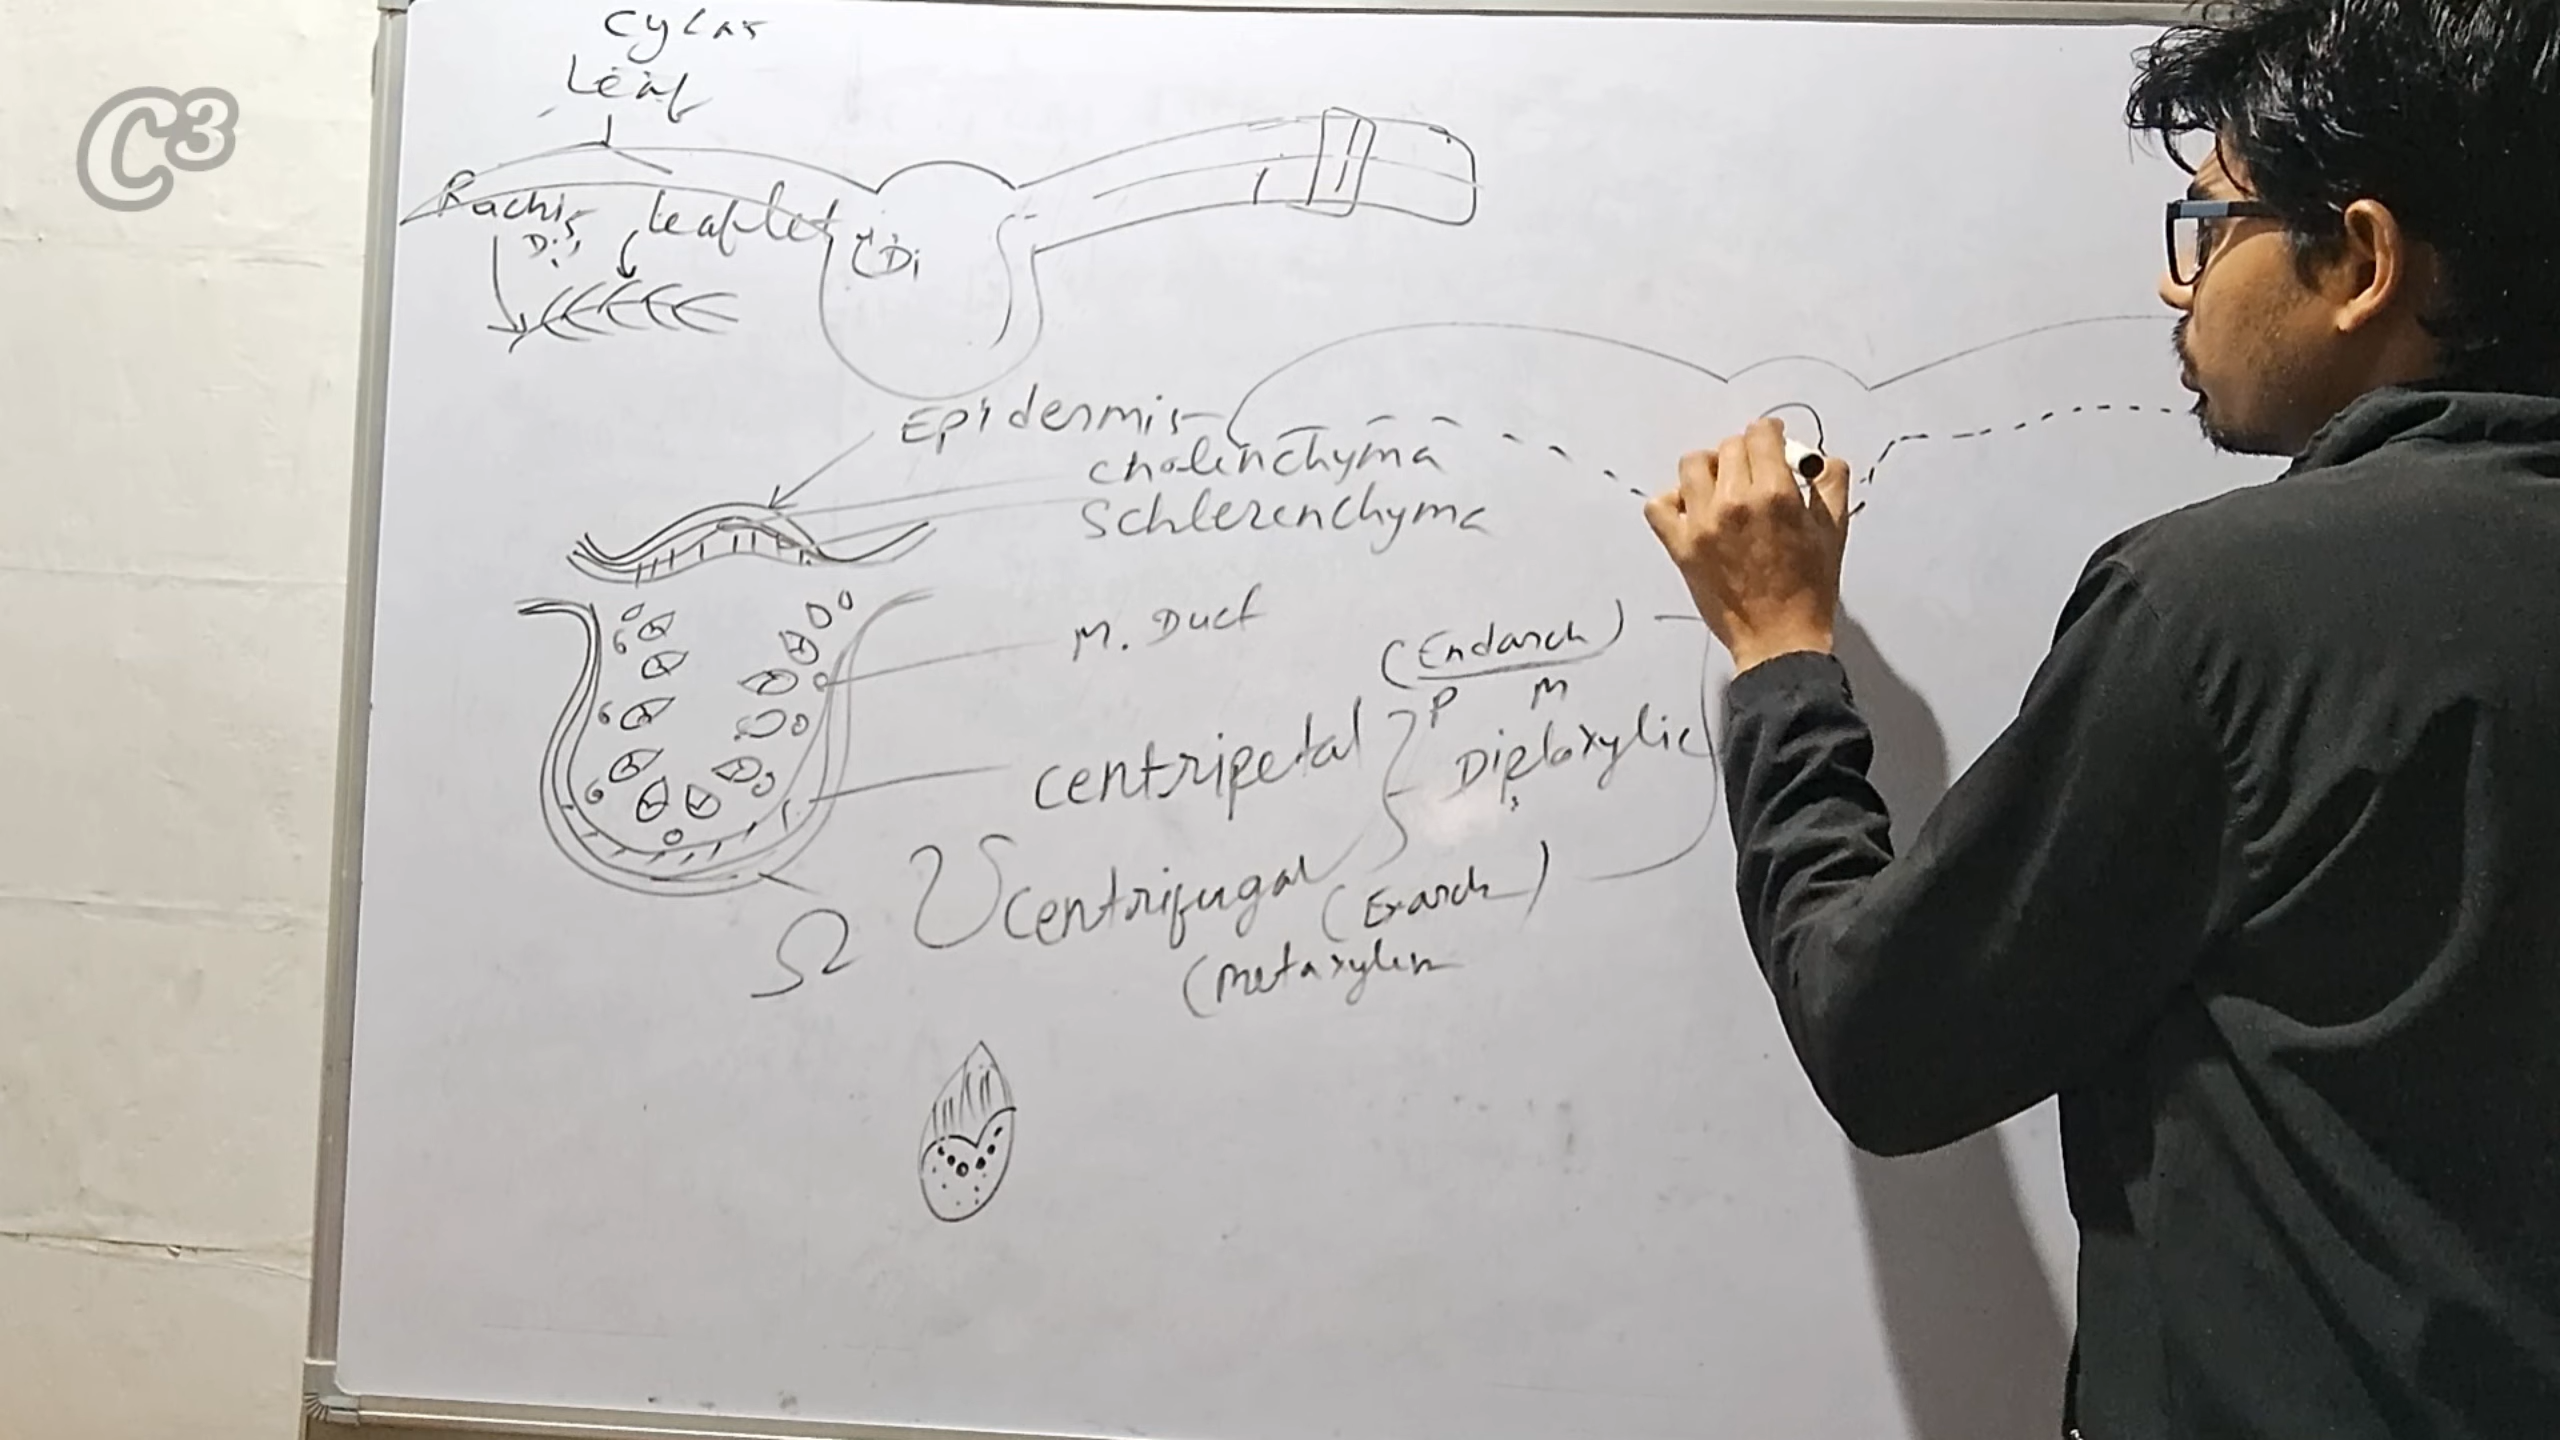 C3
Cycas
Leaf
Rachis
Leaflet
Di
Di
Epidermis
Cholenchyma
Schlerenchyma
M. Duct
(Endarch)
P M
Centripetal
Diploxylic
Centrifugal
(Exarch)
(Metaxylem